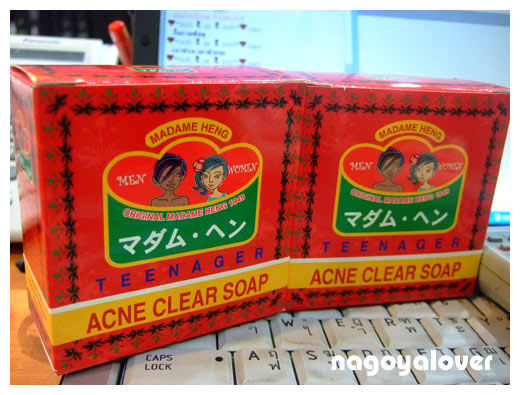 Panasonic
MADAME HENG
MEN
WOMEN
ORIGINAL MADAME HENG 1949
マダム・ヘン
TEENAGER
ACNE CLEAR SOAP
MADAME HENG
MEN
WOMEN
ORIGINAL MADAME HENG 1949
マダム・ヘン
TEENAGER
ACNE CLEAR SOAP
W E R T Y
CAPS
LOCK
A S
nagoyalover